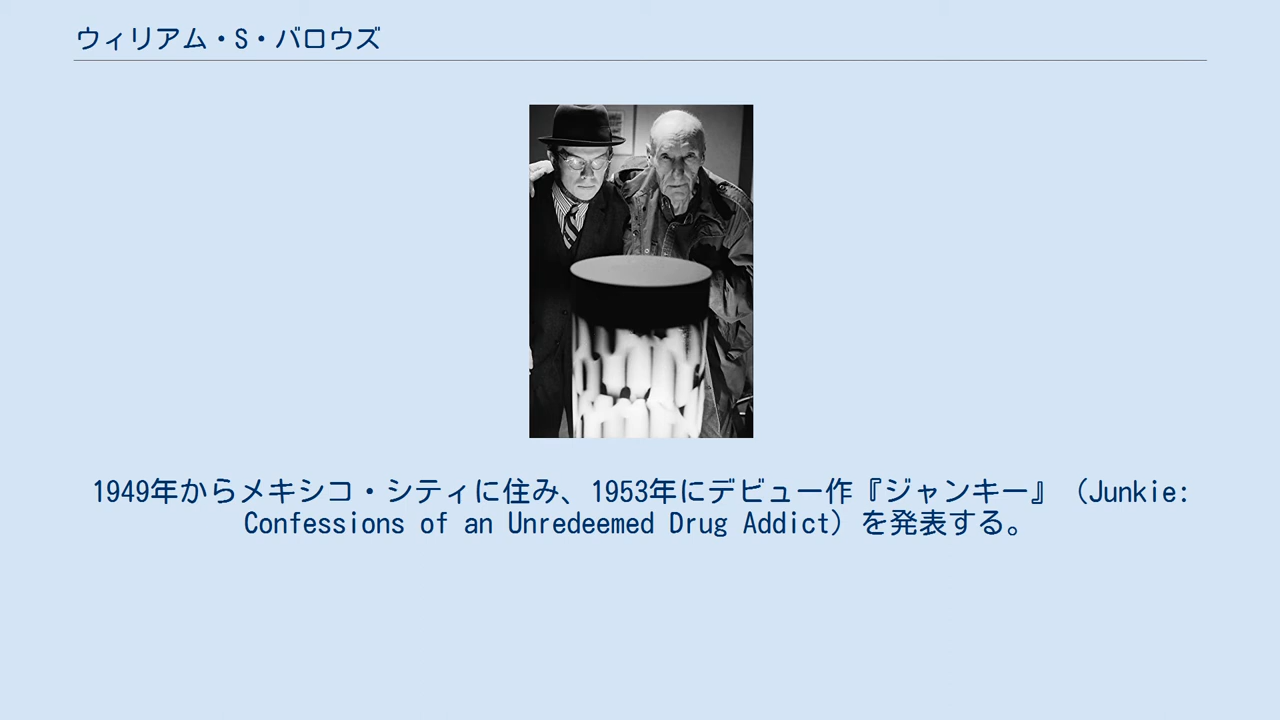 ウィリアム・S・バロウズ
1949年からメキシコ・シティに住み、1953年にデビュー作『ジャンキー』（Junkie:
Confessions of an Unredeemed Drug Addict）を発表する。